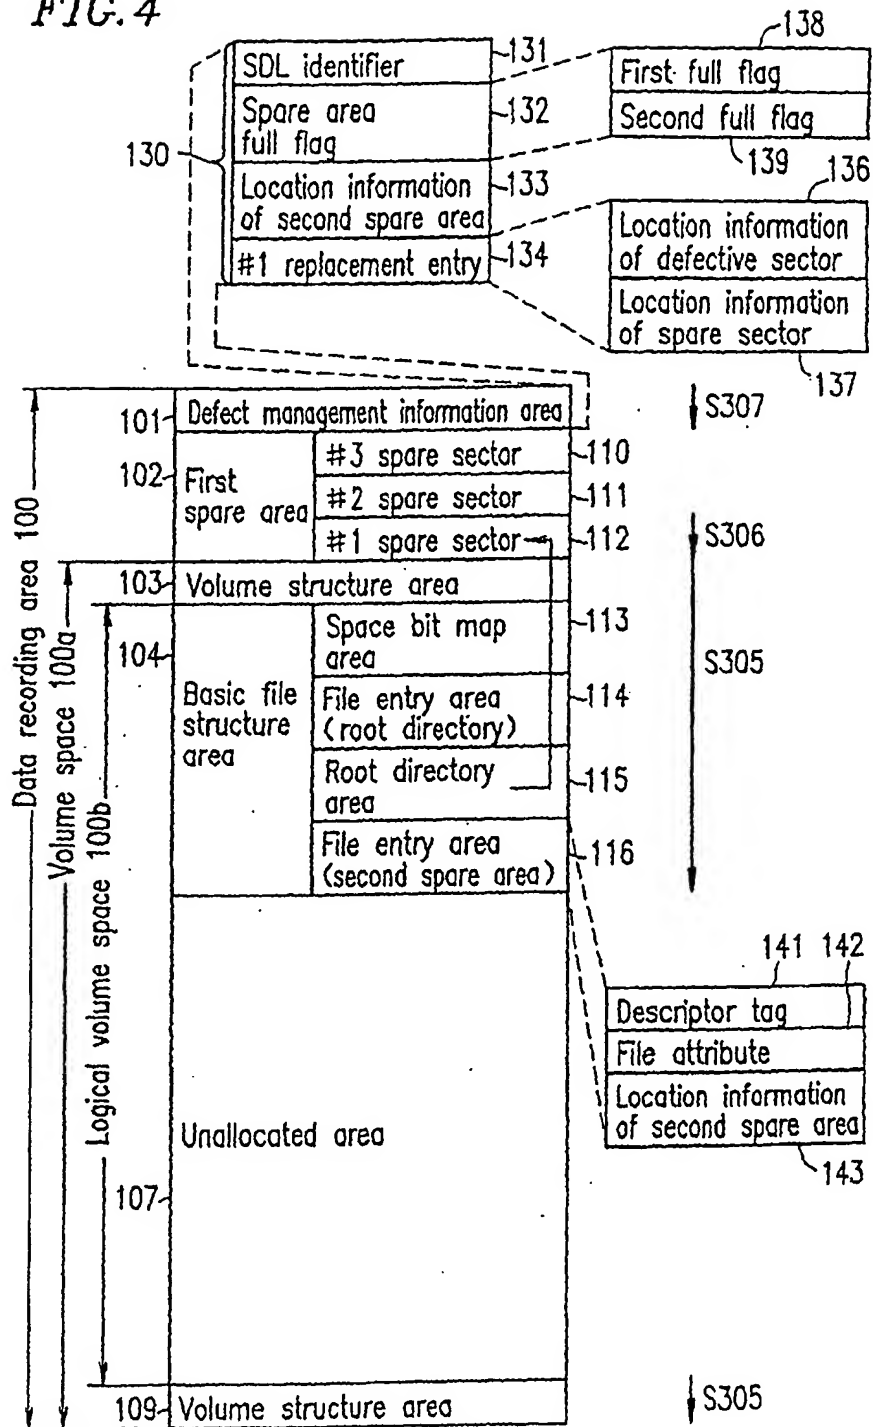 FIG. 4
138
131
SDL identifier
First full flag
Spare area
full flag
132
Second full flag
139
130
136
Location information
of second spare area
133
Location information
of defective sector
#1 replacement entry
134
Location information
of spare sector
137
101
Defect management information area
S307
102
First
spare area
#3 spare sector
110
#2 spare sector
111
#1 spare sector
112
S306
103
Volume structure area
104
Basic file
structure
area
Space bit map
area
113
S305
File entry area
(root directory)
114
Root directory
area
115
File entry area
(second spare area)
116
Data recording area 100
Volume space 100a
Logical volume space 100b
141
142
Descriptor tag
File attribute
Location information
of second spare area
143
Unallocated area
107
109
Volume structure area
S305